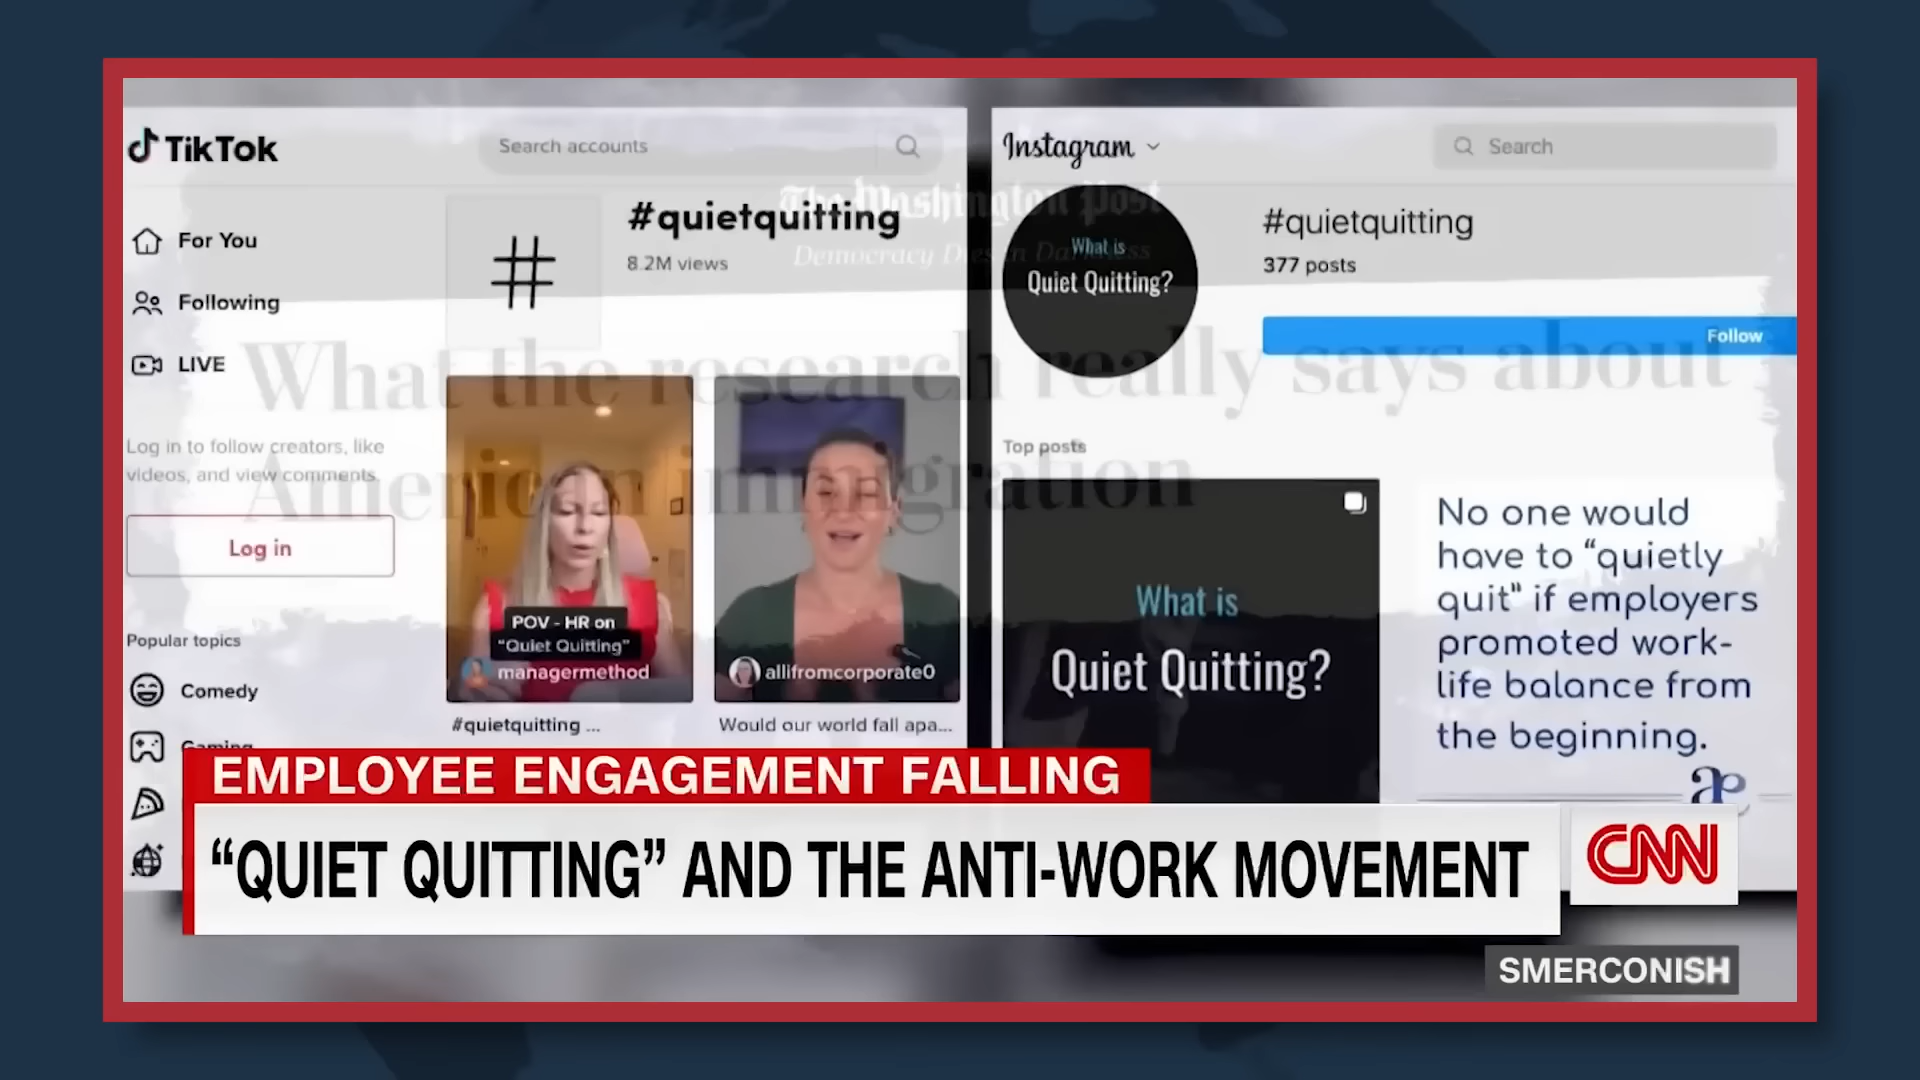 TikTok
Search accounts
#quietquitting
8.2M views
For You
Following
LIVE
Log in to follow creators, like
videos, and view comments.
Log in
Popular topics
Comedy
Gaming
POV - HR on
"Quiet Quitting"
managermethod
#quietquitting ...
allifromcorporate0
Would our world fall apa...
Instagram
Search
What is
Quiet Quitting?
#quietquitting
377 posts
Follow
Top posts
What is
Quiet Quitting?
No one would
have to “quietly
quit" if employers
promoted work-
life balance from
the beginning.
æ
The Washington Post
Democracy Dies in Darkness
What the research really says about
American immigration
EMPLOYEE ENGAGEMENT FALLING
“QUIET QUITTING” AND THE ANTI-WORK MOVEMENT
CNN
SMERCONISH